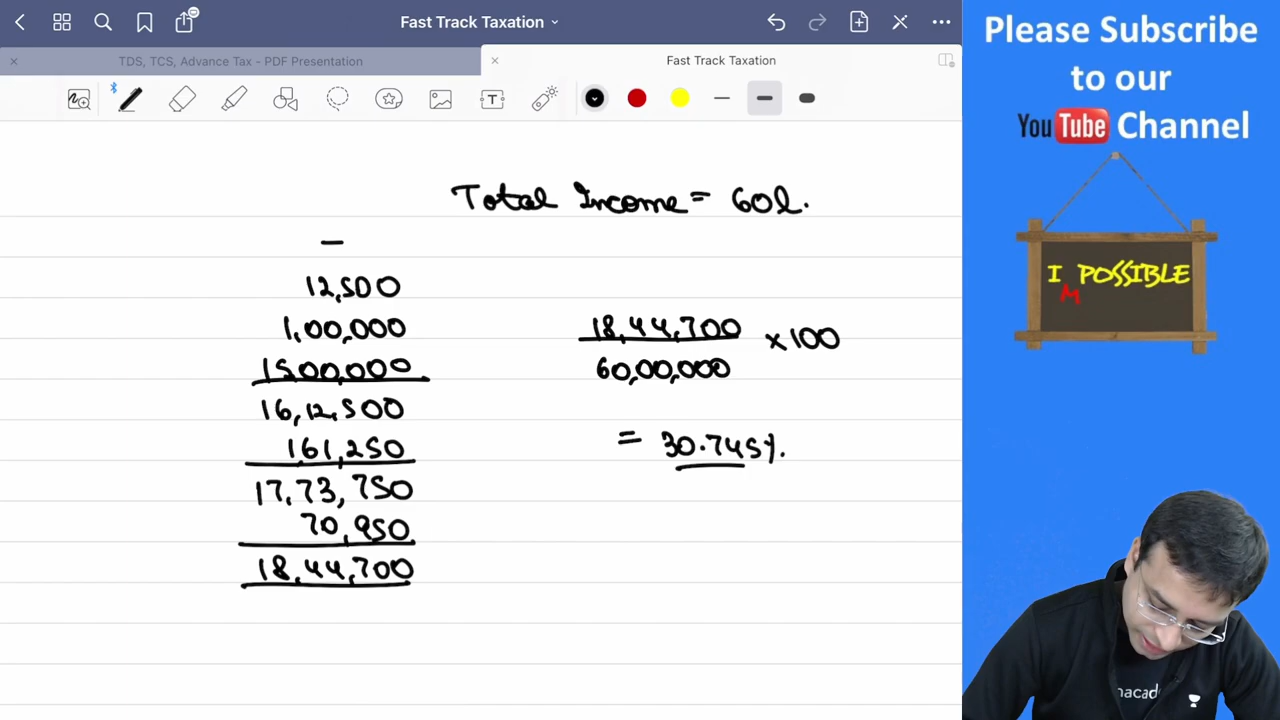 Fast Track Taxation
TDS, TCS, Advance Tax - PDF Presentation
Fast Track Taxation
T
Total Income = 60l.
–
12,500
1,00,000
1500,000
16,12,500
161,250
17,73,750
70,950
18,44,700
18,44,700
60,00,000
×100
= 30.745%.
Please Subscribe
to our
YouTube Channel
I POSSIBLE
M
nacad